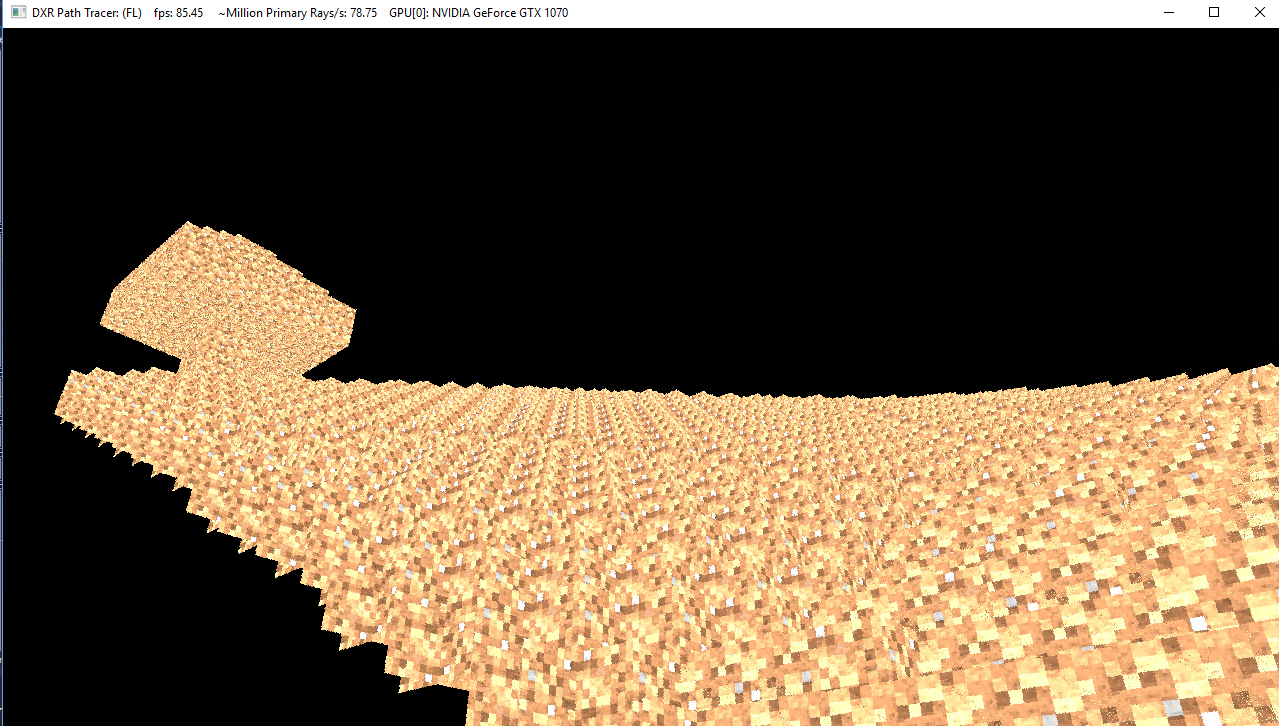 DXR Path Tracer: (FL)    fps: 85.45    ~Million Primary Rays/s: 78.75    GPU[0]: NVIDIA GeForce GTX 1070